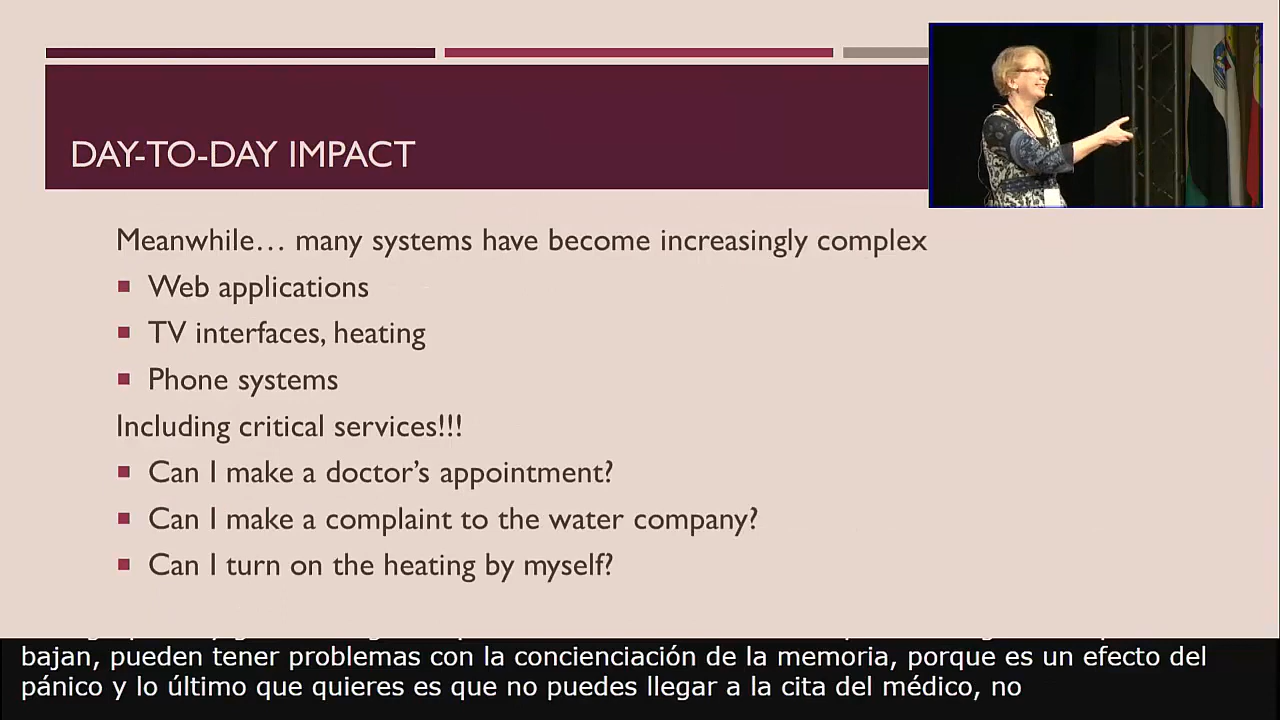 DAY-TO-DAY IMPACT
Meanwhile... many systems have become increasingly complex
Web applications
TV interfaces, heating
Phone systems
Including critical services!!!
Can I make a doctor's appointment?
Can I make a complaint to the water company?
Can I turn on the heating by myself?
bajan, pueden tener problemas con la concienciación de la memoria, porque es un efecto del
pánico y lo último que quieres es que no puedes llegar a la cita del médico, no